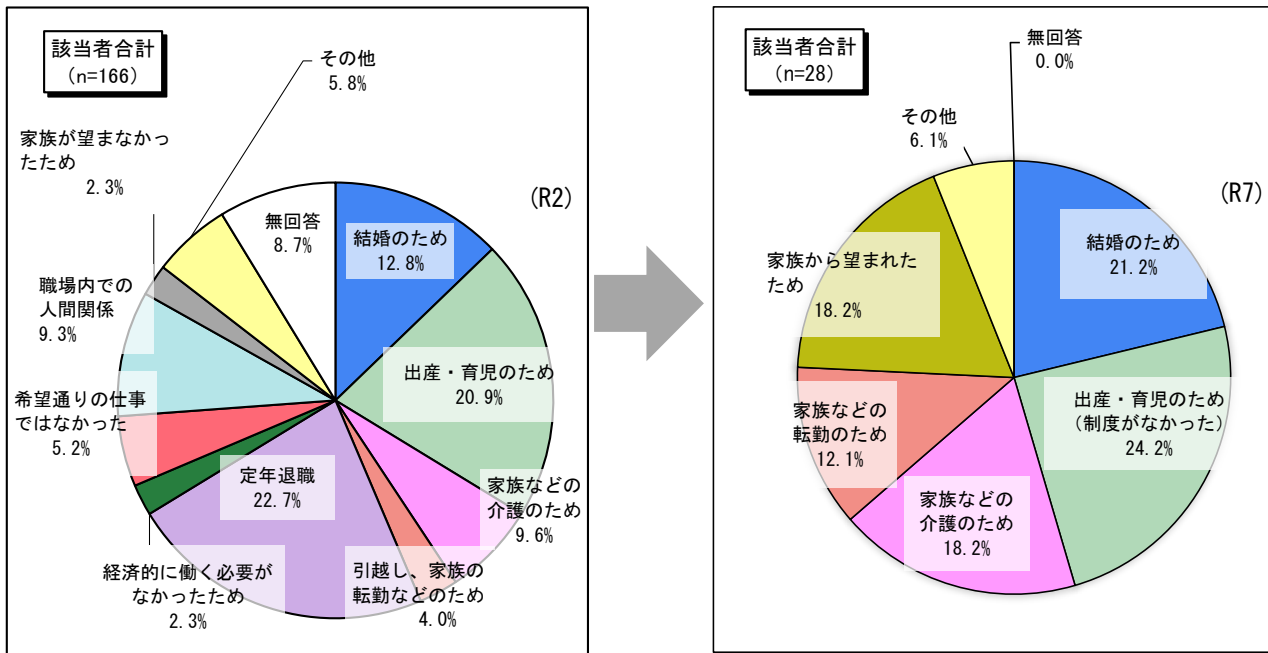 該当者合計
（n=166）
その他
5.8%
家族が望まなかっ
たため
2.3%
無回答
8.7%
結婚のため
12.8%
(R2)
職場内での
人間関係
9.3%
出産・育児のため
20.9%
希望通りの仕事
ではなかった
5.2%
定年退職
22.7%
家族などの
介護のため
9.6%
経済的に働く必要が
なかったため
2.3%
引越し、家族の
転勤などのため
4.0%
該当者合計
（n=28）
無回答
0.0%
その他
6.1%
(R7)
結婚のため
21.2%
家族から望まれた
ため
18.2%
出産・育児のため
（制度がなかった）
24.2%
家族などの
転勤のため
12.1%
家族などの
介護のため
18.2%